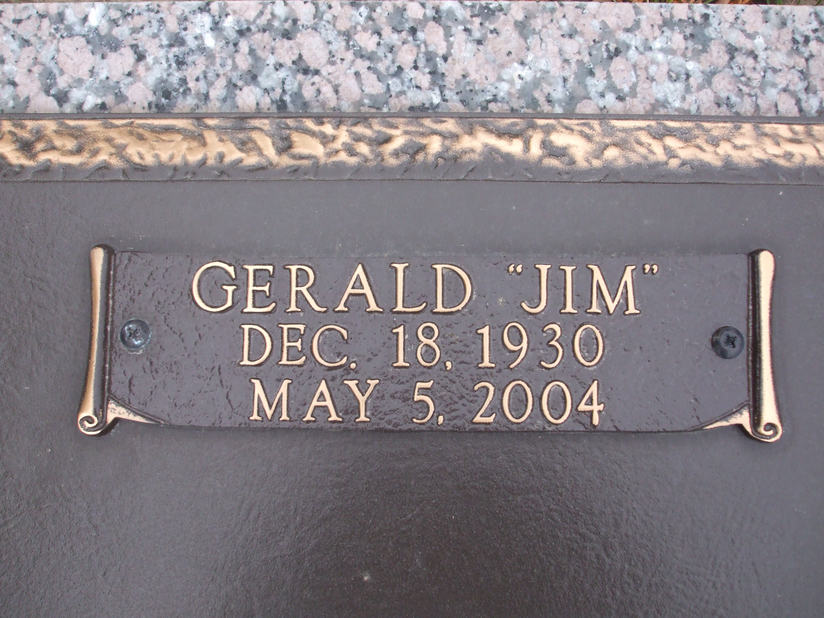 GERALD "JIM"
DEC. 18, 1930
MAY 5, 2004